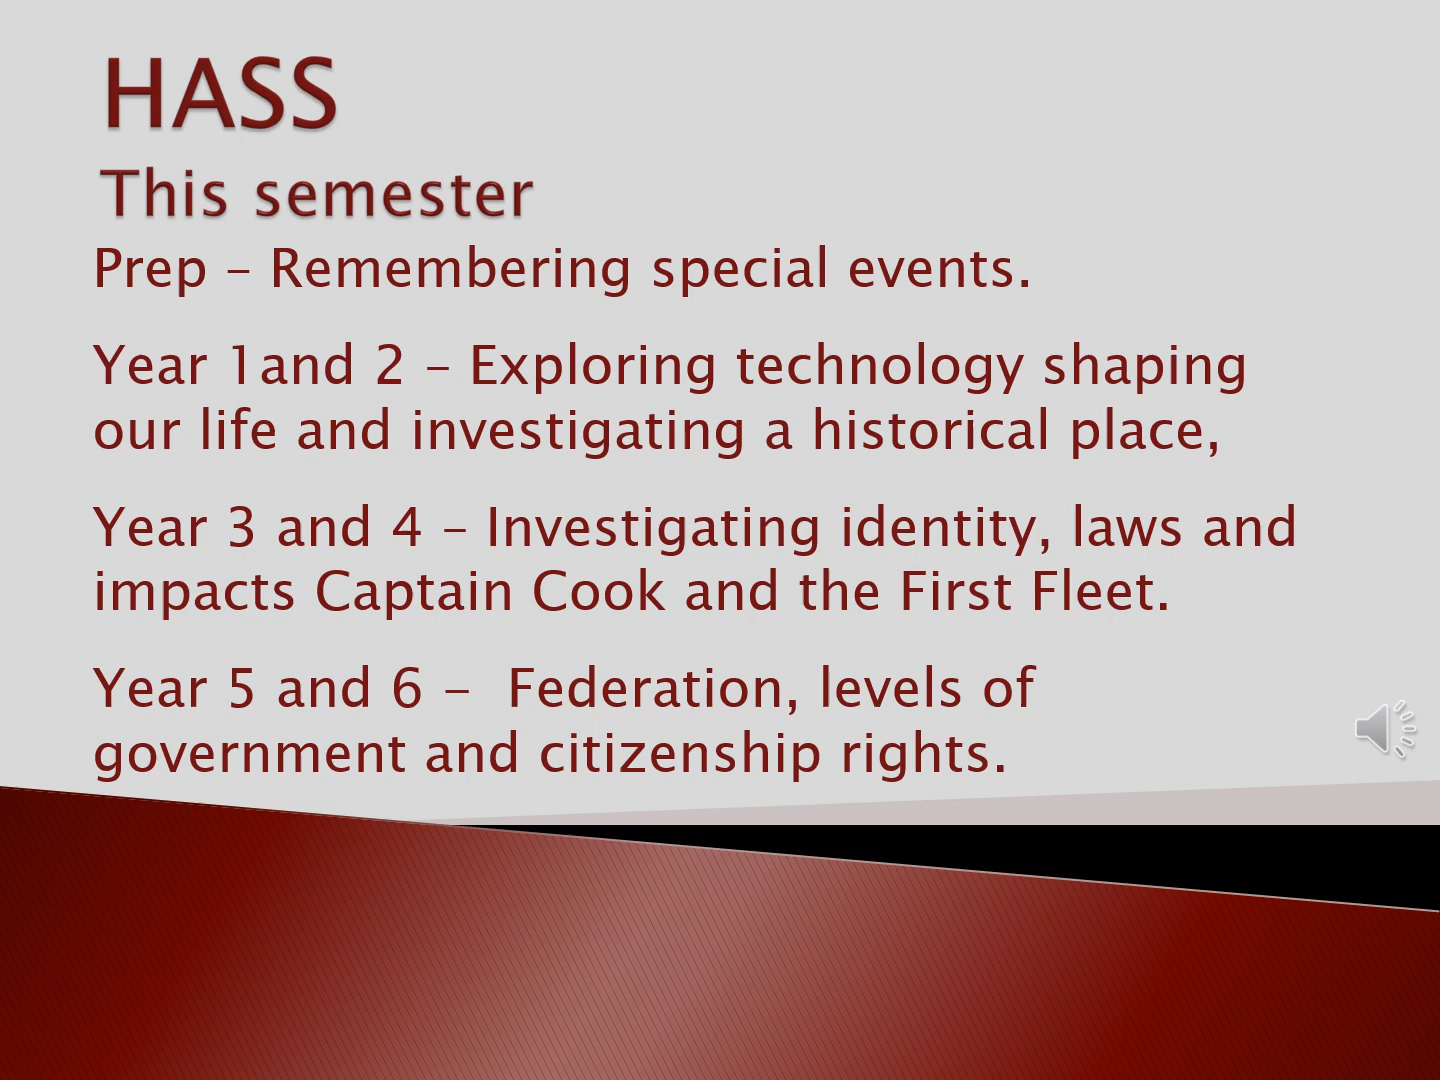 HASS
This semester
Prep – Remembering special events.
Year 1and 2 – Exploring technology shaping
our life and investigating a historical place,
Year 3 and 4 – Investigating identity, laws and
impacts Captain Cook and the First Fleet.
Year 5 and 6 –  Federation, levels of
government and citizenship rights.